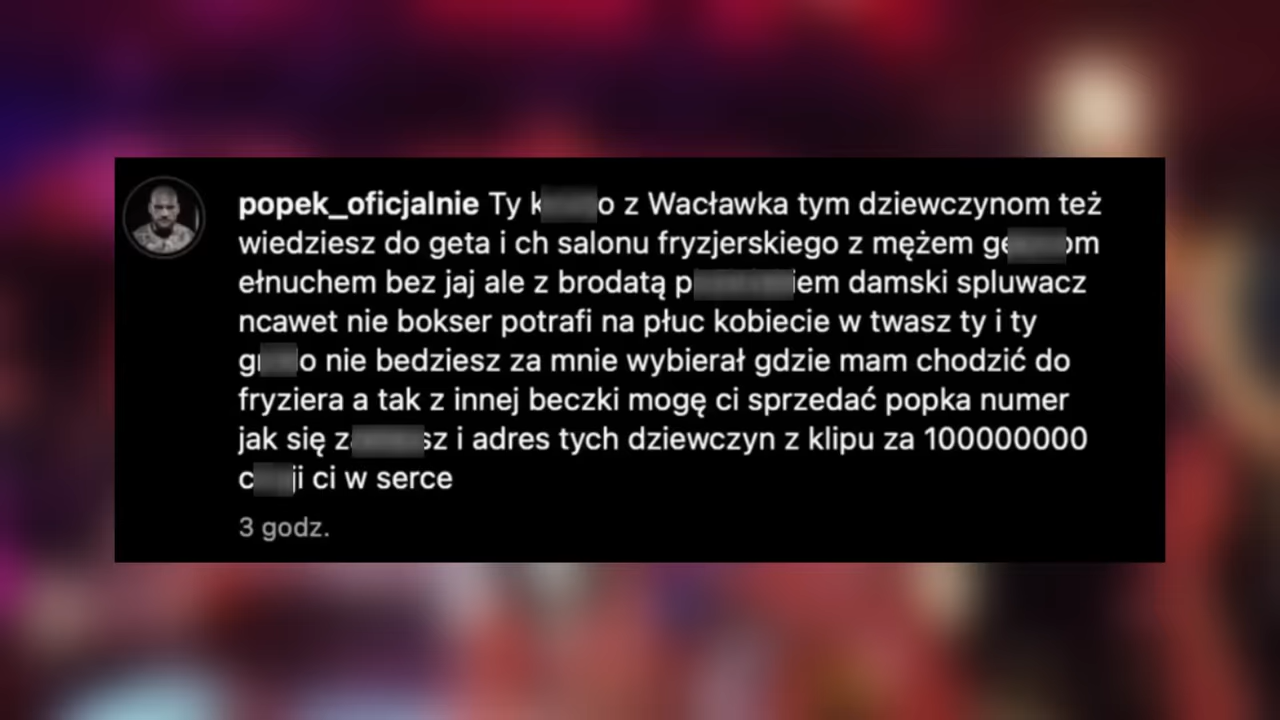 popek_oficjalnie Ty o z Wacławka tym dziewczynom też
wiedziesz do geta i ch salonu fryzjerskiego z mężem
ełnuchem bez jaj ale z brodatą damski spluwacz
ncawet nie bokser potrafi na płuc kobiecie w twasz ty i ty
nie bedziesz za mnie wybierał gdzie mam chodzić do
fryziera a tak z innej beczki mogę ci sprzedać popka numer
jak się i adres tych dziewczyn z klipu za 100000000
ci w serce
3 godz.